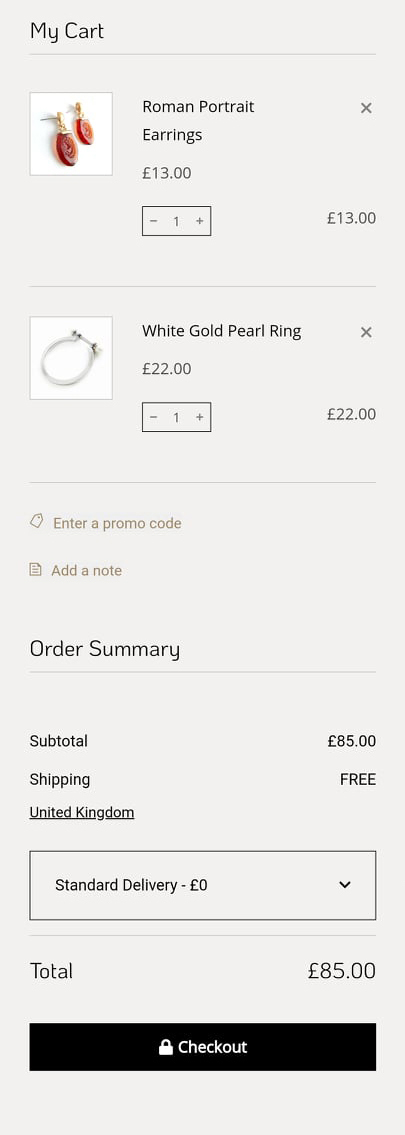 My Cart
Roman Portrait
Earrings
×
£13.00
− 1 +
£13.00
White Gold Pearl Ring
×
£22.00
− 1 +
£22.00
Enter a promo code
Add a note
Order Summary
Subtotal £85.00
Shipping FREE
United Kingdom
Standard Delivery - £0
Total £85.00
Checkout